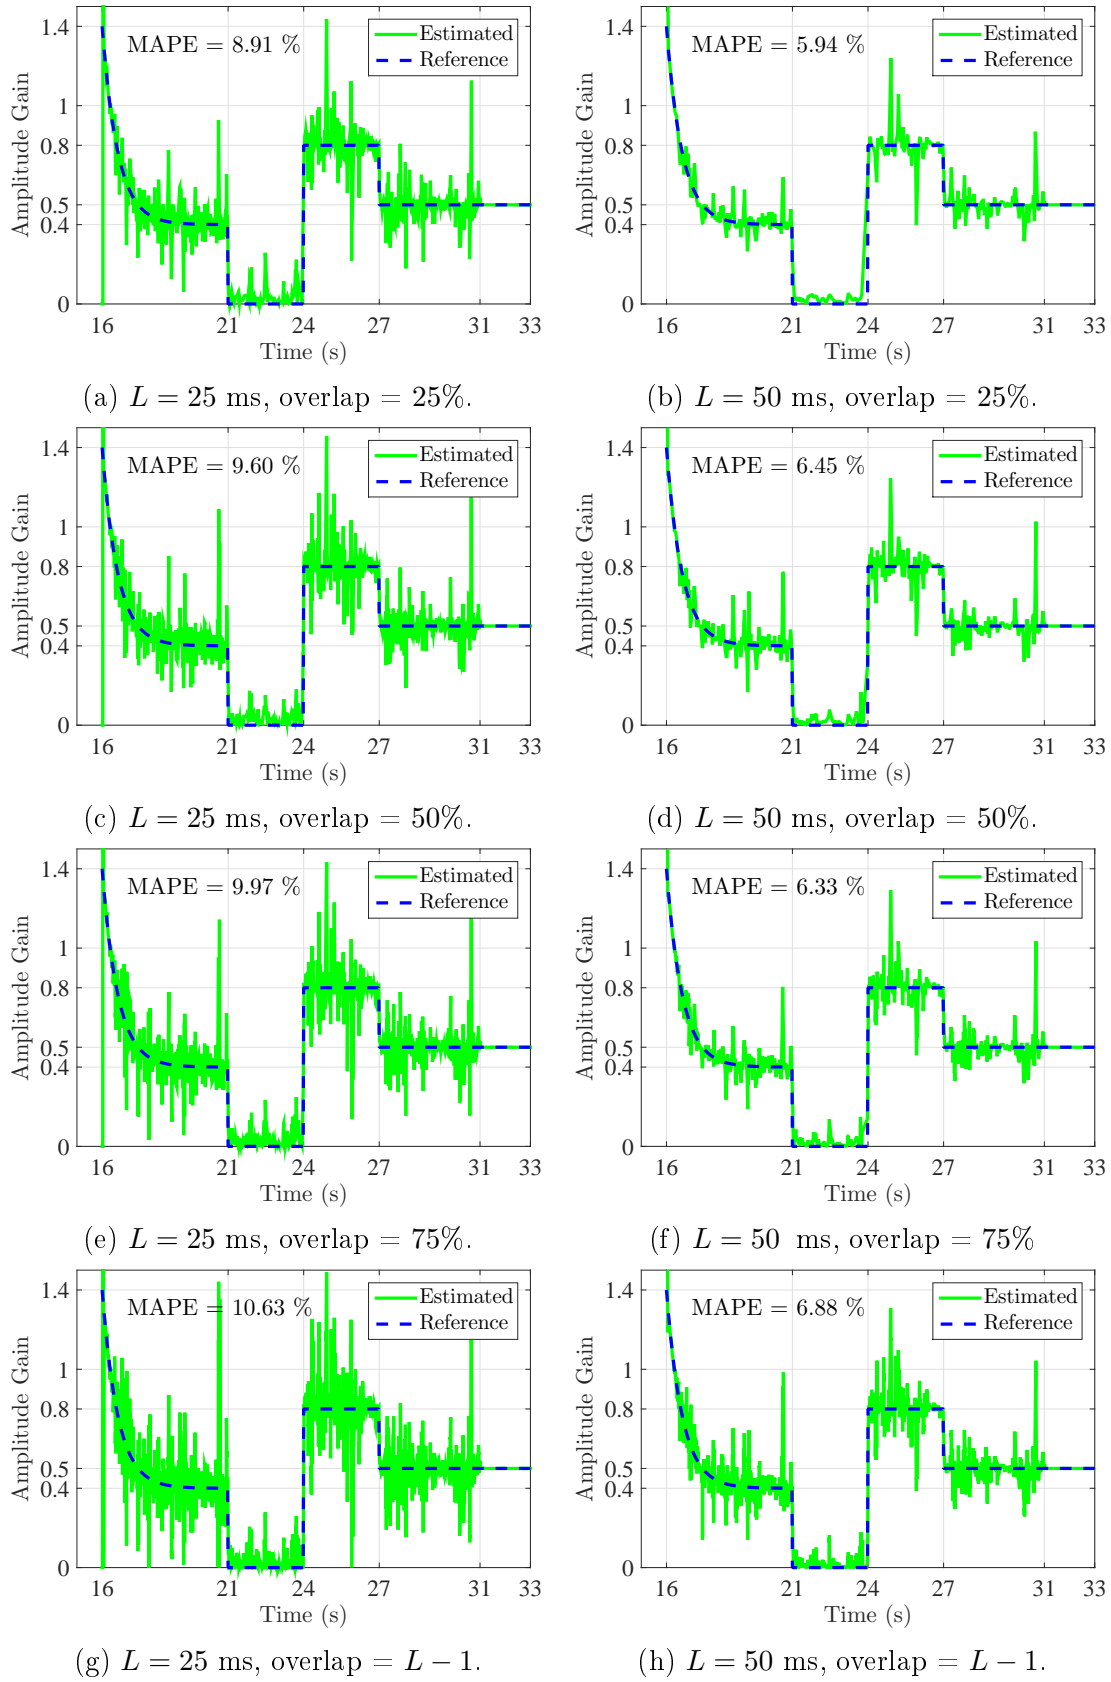 1.4
1
0.8
0.5
0.4
0
Amplitude Gain
MAPE = 8.91 %
Estimated
Reference
16 21 24 27 31 33
Time (s)
(a) L = 25 ms, overlap = 25%.
1.4
1
0.8
0.5
0.4
0
Amplitude Gain
MAPE = 5.94 %
Estimated
Reference
16 21 24 27 31 33
Time (s)
(b) L = 50 ms, overlap = 25%.
1.4
1
0.8
0.5
0.4
0
Amplitude Gain
MAPE = 9.60 %
Estimated
Reference
16 21 24 27 31 33
Time (s)
(c) L = 25 ms, overlap = 50%.
1.4
1
0.8
0.5
0.4
0
Amplitude Gain
MAPE = 6.45 %
Estimated
Reference
16 21 24 27 31 33
Time (s)
(d) L = 50 ms, overlap = 50%.
1.4
1
0.8
0.5
0.4
0
Amplitude Gain
MAPE = 9.97 %
Estimated
Reference
16 21 24 27 31 33
Time (s)
(e) L = 25 ms, overlap = 75%.
1.4
1
0.8
0.5
0.4
0
Amplitude Gain
MAPE = 6.33 %
Estimated
Reference
16 21 24 27 31 33
Time (s)
(f) L = 50 ms, overlap = 75%
1.4
1
0.8
0.5
0.4
0
Amplitude Gain
MAPE = 10.63 %
Estimated
Reference
16 21 24 27 31 33
Time (s)
(g) L = 25 ms, overlap = L − 1.
1.4
1
0.8
0.5
0.4
0
Amplitude Gain
MAPE = 6.88 %
Estimated
Reference
16 21 24 27 31 33
Time (s)
(h) L = 50 ms, overlap = L − 1.